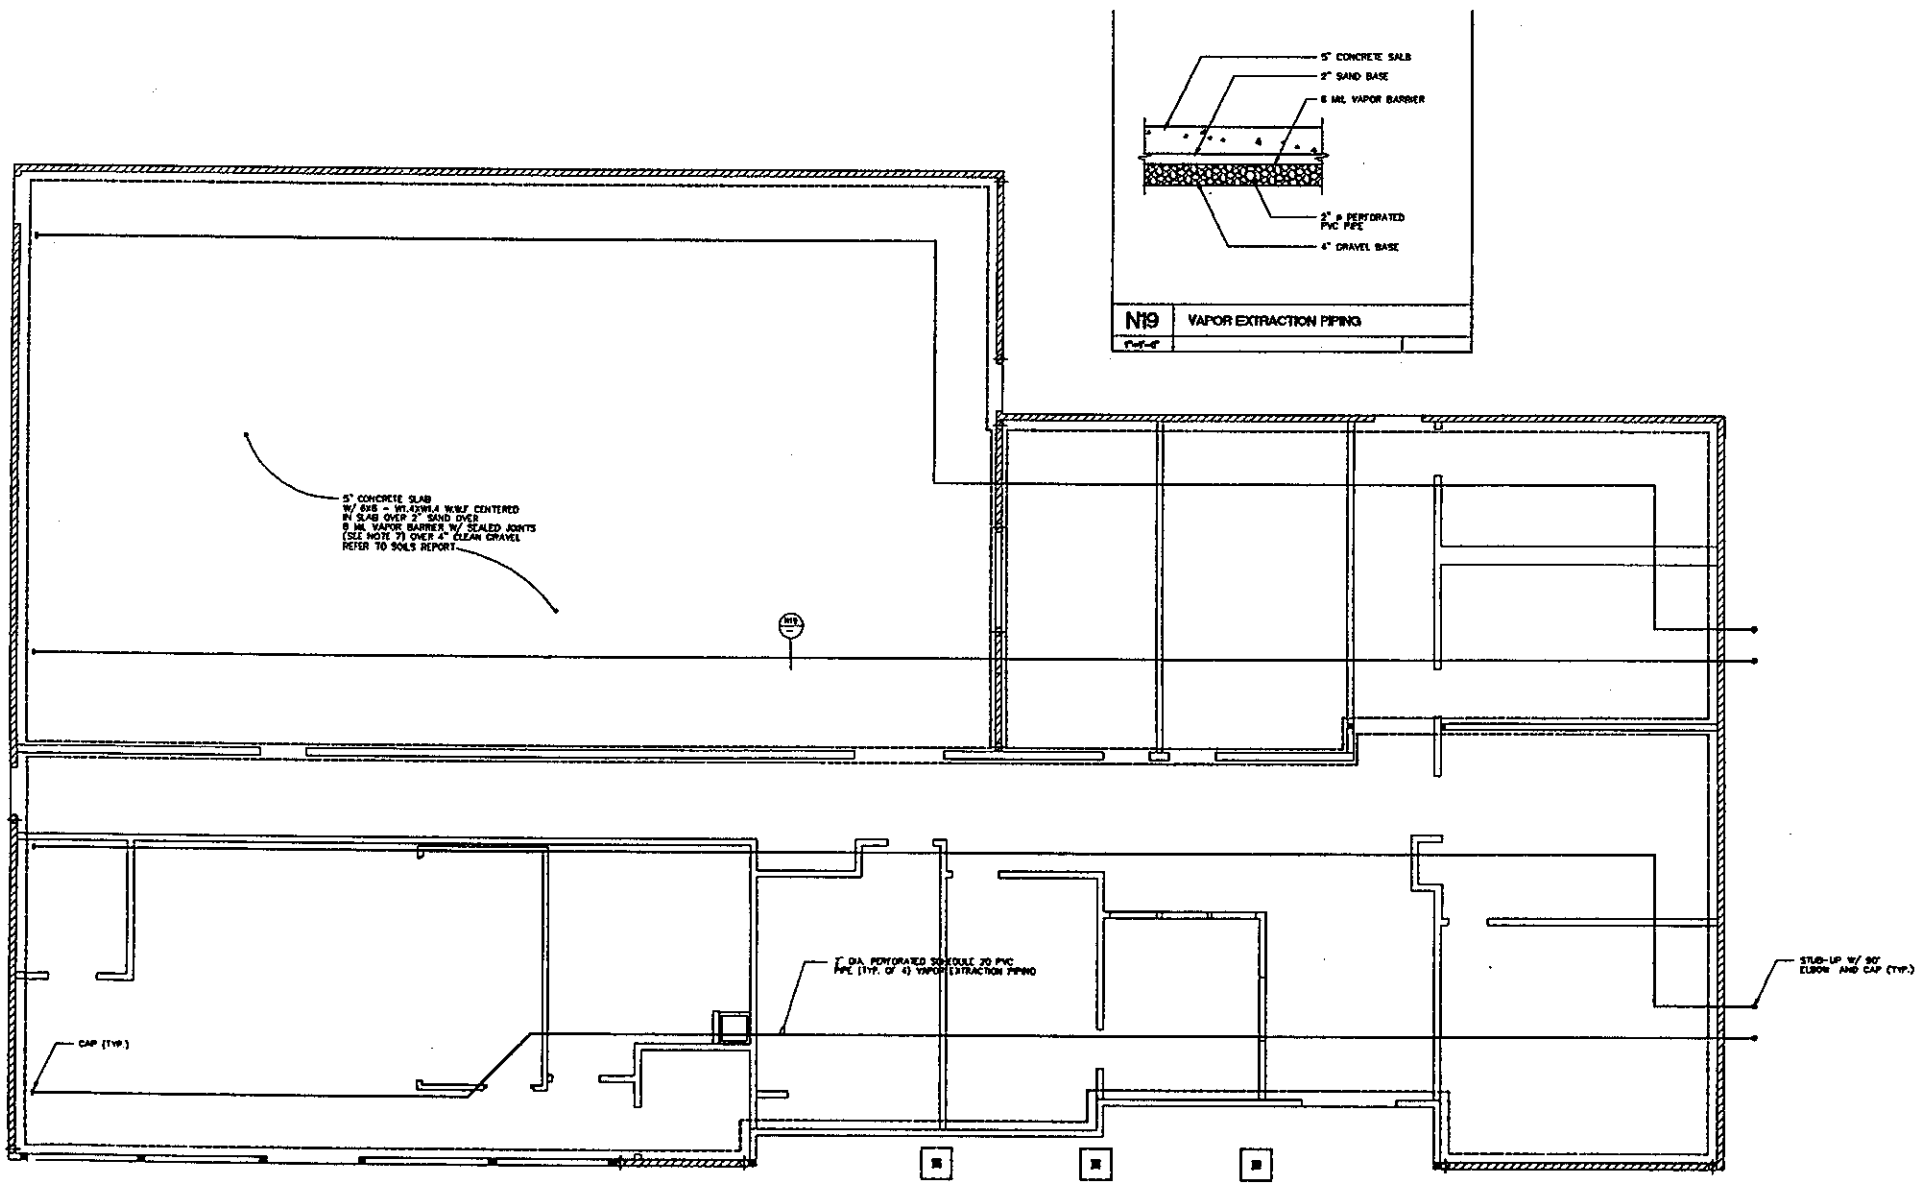 5" CONCRETE SALB
2" SAND BASE
6 MIL VAPOR BARRIER
2" ø PERFORATED
PVC PIPE
4" GRAVEL BASE
N19 VAPOR EXTRACTION PIPING
1"=1'-0"
5" CONCRETE SLAB
W/ 6X6 - W1.4XW1.4 W.W.F CENTERED
IN SLAB OVER 2" SAND OVER
6 MIL VAPOR BARRIER W/ SEALED JOINTS
(SEE NOTE 7) OVER 4" CLEAN GRAVEL
REFER TO SOILS REPORT
N19
DIA. PERFORATED SCHEDULE 20 PVC
PIPE (TYP. OF 4) VAPOR EXTRACTION PIPING
STUB-UP W/ 90°
ELBOW AND CAP (TYP.)
CAP (TYP.)